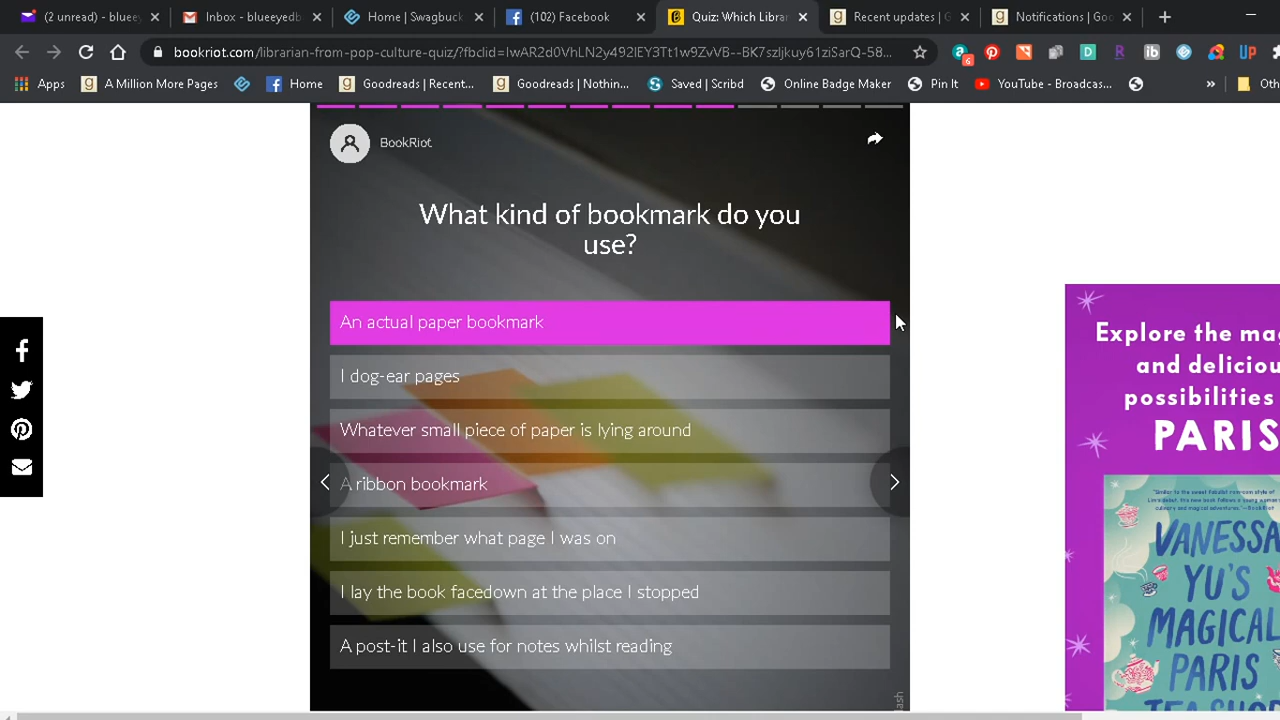 (2 unread) - bluee
Inbox - blueeyedb
Home | Swagbuck
(102) Facebook
Quiz: Which Librar
Recent updates | G
Notifications | Goo
bookriot.com/librarian-from-pop-culture-quiz/?fbclid=IwAR2d0VhLN2y492lEY3Tt1w9ZvVB--BK7szljkuy61ziSarQ-58...
Apps
A Million More Pages
Home
Goodreads | Recent...
Goodreads | Nothin...
Saved | Scribd
Online Badge Maker
Pin It
YouTube - Broadcas...
»
Oth
BookRiot
What kind of bookmark do you
use?
An actual paper bookmark
I dog-ear pages
Whatever small piece of paper is lying around
A ribbon bookmark
I just remember what page I was on
I lay the book facedown at the place I stopped
A post-it I also use for notes whilst reading
Explore the mag
and deliciou
possibilities
PARIS
VANESSA
YU'S
MAGICAL
PARIS
TEA SHOP